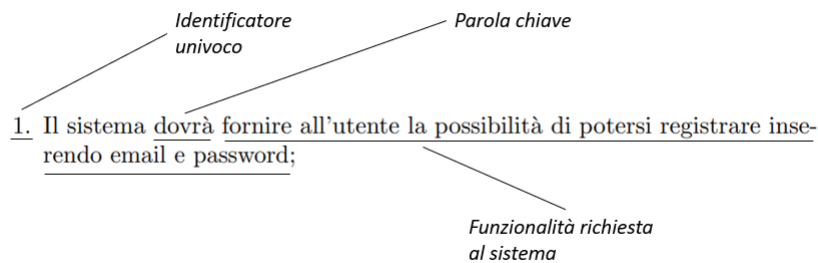 Identificatore
univoco
Parola chiave
1. Il sistema dovrà fornire all'utente la possibilità di potersi registrare inse-
rendo email e password;
Funzionalità richiesta
al sistema